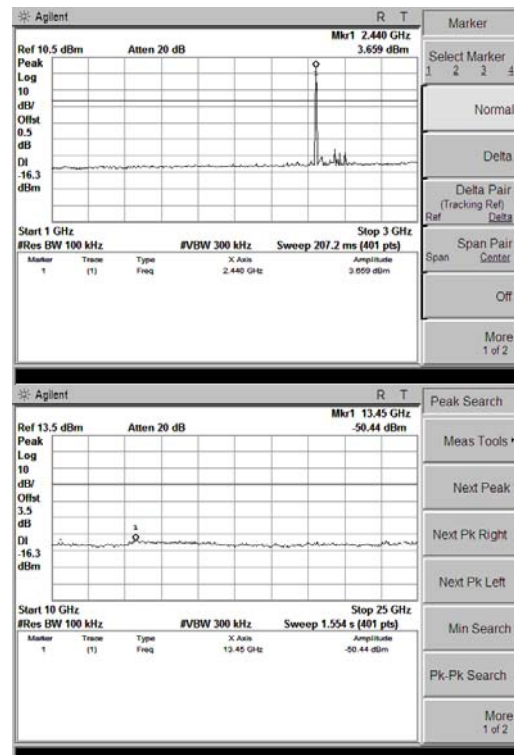 Agilent R T
Mkr1 2.440 GHz
Ref 10.5 dBm Atten 20 dB 3.659 dBm
Peak
Log
10
dB/
Offst
0.5
dB
DI
-16.3
dBm
Start 1 GHz Stop 3 GHz
#Res BW 100 kHz #VBW 300 kHz Sweep 207.2 ms (401 pts)
Marker Trace Type X Axis Amplitude
1 (1) Freq 2.440 GHz 3.659 dBm
Marker
Select Marker
1 2 3 4
Normal
Delta
Delta Pair
(Tracking Ref)
Ref Delta
Span Pair
Span Center
Off
More
1 of 2
Agilent R T
Mkr1 13.45 GHz
Ref 13.5 dBm Atten 20 dB -50.44 dBm
Peak
Log
10
dB/
Offst
3.5
dB
DI
-16.3
dBm
1
Start 10 GHz Stop 25 GHz
#Res BW 100 kHz #VBW 300 kHz Sweep 1.554 s (401 pts)
Marker Trace Type X Axis Amplitude
1 (1) Freq 13.45 GHz -50.44 dBm
Peak Search
Meas Tools
Next Peak
Next Pk Right
Next Pk Left
Min Search
Pk-Pk Search
More
1 of 2